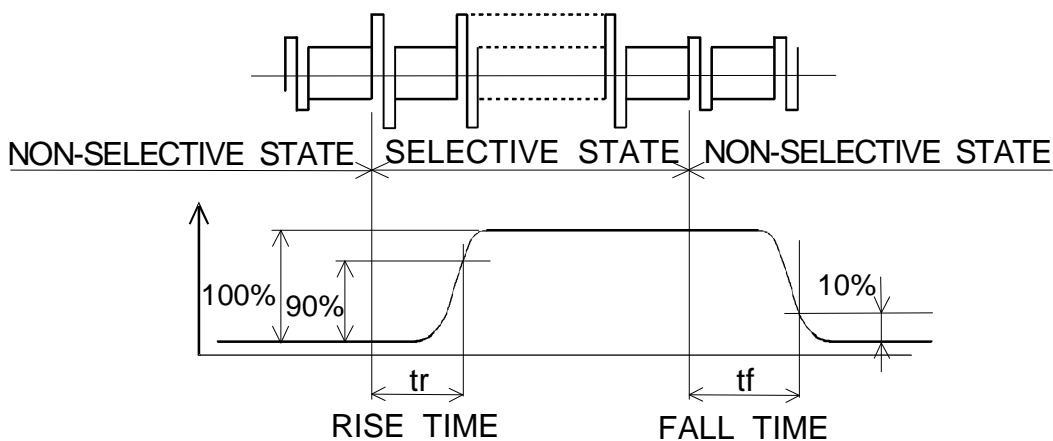 NON-SELECTIVE STATE SELECTIVE STATE NON-SELECTIVE STATE
100%
90%
10%
tr
tf
RISE TIME
FALL TIME